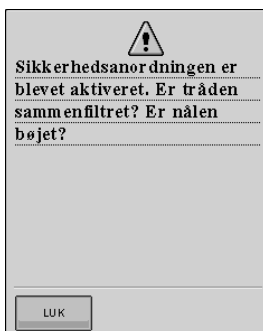 Sikkerhedsanordningen er
blevet aktiveret. Er tråden
sammenfiltret? Er nålen
bøjet?
LUK